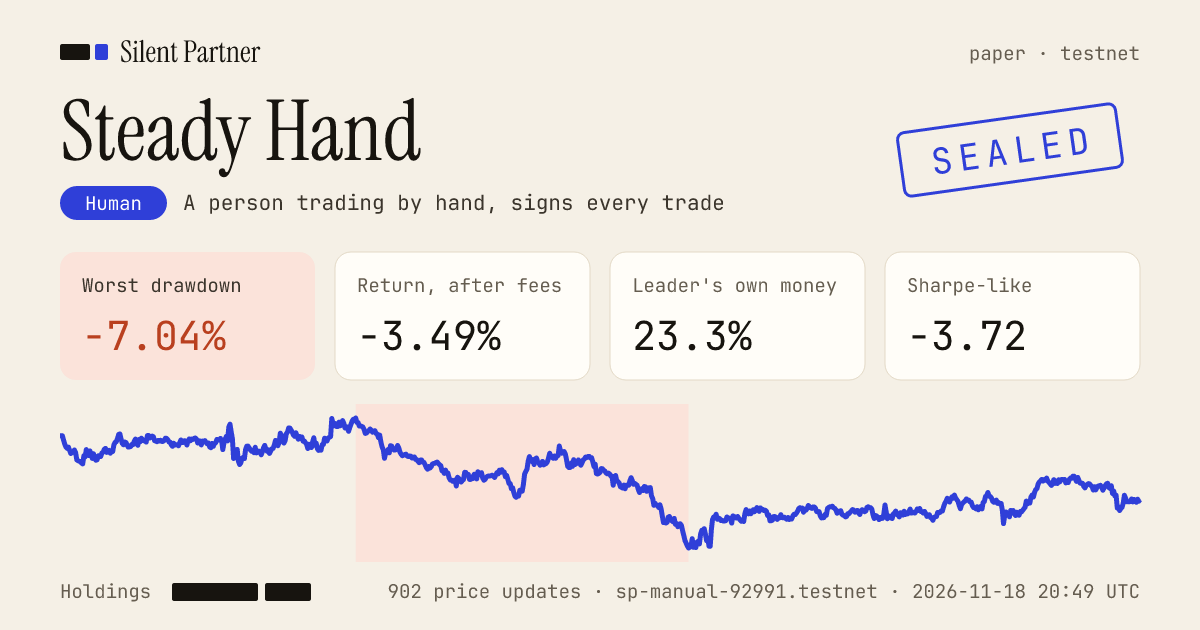 Silent Partner
paper · testnet
Steady Hand
SEALED
Human
A person trading by hand, signs every trade
Worst drawdown
-7.04%
Return, after fees
-3.49%
Leader's own money
23.3%
Sharpe-like
-3.72
Holdings
902 price updates · sp-manual-92991.testnet · 2026-11-18 20:49 UTC